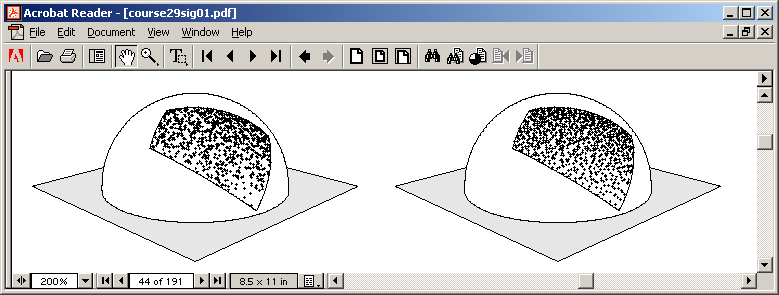 Acrobat Reader - [course29sig01.pdf]
File Edit Document View Window Help
200% 44 of 191 8.5 x 11 in